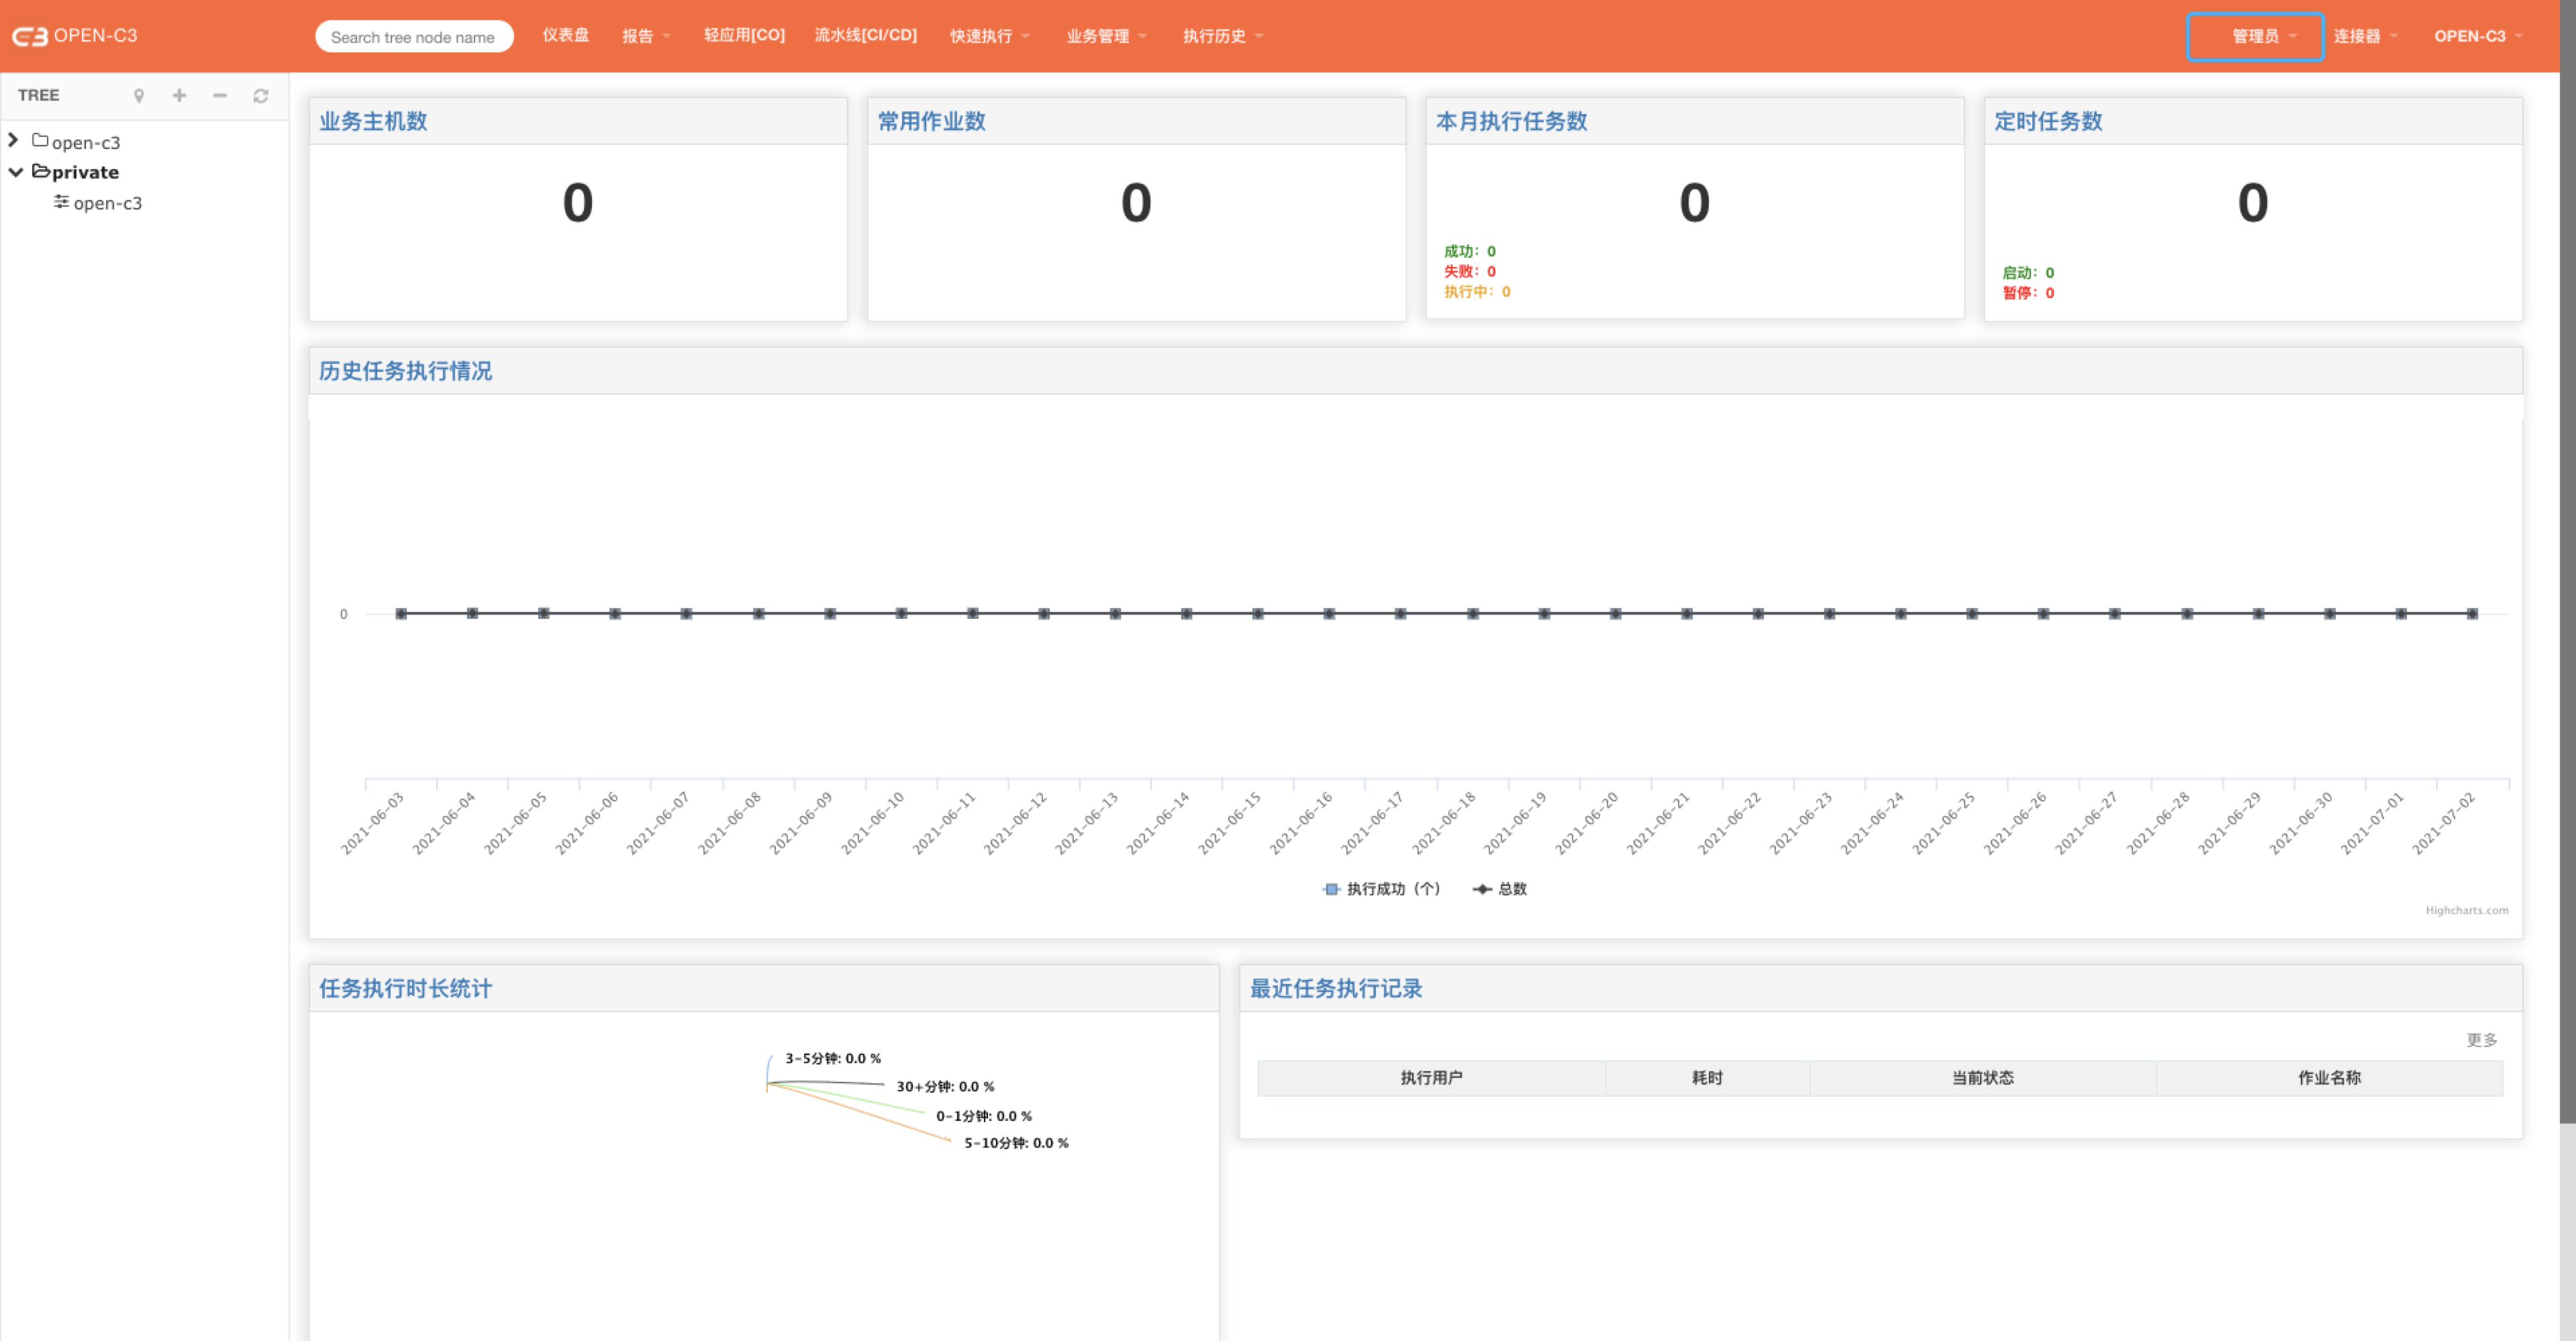 OPEN-C3
Search tree node name
仪表盘
报告
轻应用[CO]
流水线[CI/CD]
快速执行
业务管理
执行历史
管理员
连接器
OPEN-C3
TREE
open-c3
private
open-c3
业务主机数
0
常用作业数
0
本月执行任务数
0
成功: 0
失败: 0
执行中: 0
定时任务数
0
启动: 0
暂停: 0
历史任务执行情况
0
2021-06-03
2021-06-04
2021-06-05
2021-06-06
2021-06-07
2021-06-08
2021-06-09
2021-06-10
2021-06-11
2021-06-12
2021-06-13
2021-06-14
2021-06-15
2021-06-16
2021-06-17
2021-06-18
2021-06-19
2021-06-20
2021-06-21
2021-06-22
2021-06-23
2021-06-24
2021-06-25
2021-06-26
2021-06-27
2021-06-28
2021-06-29
2021-06-30
2021-07-01
2021-07-02
执行成功（个）
总数
Highcharts.com
任务执行时长统计
3-5分钟: 0.0 %
30+分钟: 0.0 %
0-1分钟: 0.0 %
5-10分钟: 0.0 %
最近任务执行记录
更多
执行用户
耗时
当前状态
作业名称